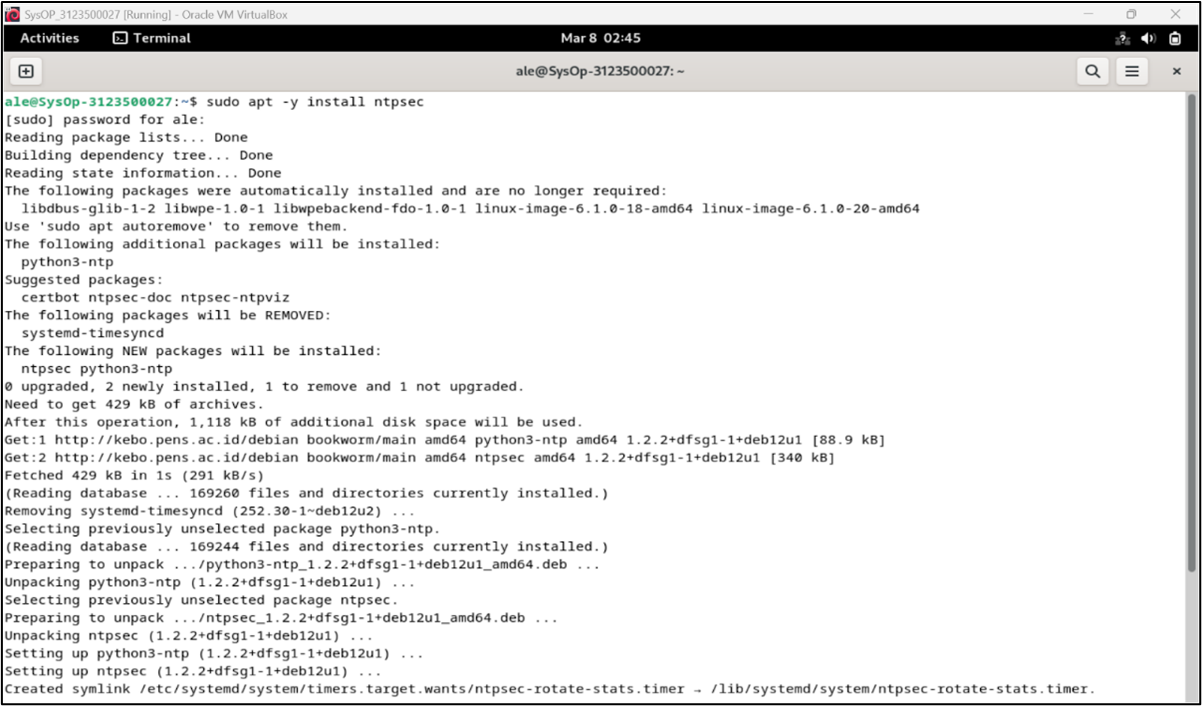 SysOP_3123500027 [Running] - Oracle VM VirtualBox
Activities Terminal Mar 8 02:45
ale@SysOp-3123500027: ~
ale@SysOp-3123500027:~$ sudo apt -y install ntpsec
[sudo] password for ale:
Reading package lists... Done
Building dependency tree... Done
Reading state information... Done
The following packages were automatically installed and are no longer required:
  libdbus-glib-1-2 libwpe-1.0-1 libwpebackend-fdo-1.0-1 linux-image-6.1.0-18-amd64 linux-image-6.1.0-20-amd64
Use 'sudo apt autoremove' to remove them.
The following additional packages will be installed:
  python3-ntp
Suggested packages:
  certbot ntpsec-doc ntpsec-ntpviz
The following packages will be REMOVED:
  systemd-timesyncd
The following NEW packages will be installed:
  ntpsec python3-ntp
0 upgraded, 2 newly installed, 1 to remove and 1 not upgraded.
Need to get 429 kB of archives.
After this operation, 1,118 kB of additional disk space will be used.
Get:1 http://kebo.pens.ac.id/debian bookworm/main amd64 python3-ntp amd64 1.2.2+dfsg1-1+deb12u1 [88.9 kB]
Get:2 http://kebo.pens.ac.id/debian bookworm/main amd64 ntpsec amd64 1.2.2+dfsg1-1+deb12u1 [340 kB]
Fetched 429 kB in 1s (291 kB/s)
(Reading database ... 169260 files and directories currently installed.)
Removing systemd-timesyncd (252.30-1~deb12u2) ...
Selecting previously unselected package python3-ntp.
(Reading database ... 169244 files and directories currently installed.)
Preparing to unpack .../python3-ntp_1.2.2+dfsg1-1+deb12u1_amd64.deb ...
Unpacking python3-ntp (1.2.2+dfsg1-1+deb12u1) ...
Selecting previously unselected package ntpsec.
Preparing to unpack .../ntpsec_1.2.2+dfsg1-1+deb12u1_amd64.deb ...
Unpacking ntpsec (1.2.2+dfsg1-1+deb12u1) ...
Setting up python3-ntp (1.2.2+dfsg1-1+deb12u1) ...
Setting up ntpsec (1.2.2+dfsg1-1+deb12u1) ...
Created symlink /etc/systemd/system/timers.target.wants/ntpsec-rotate-stats.timer → /lib/systemd/system/ntpsec-rotate-stats.timer.